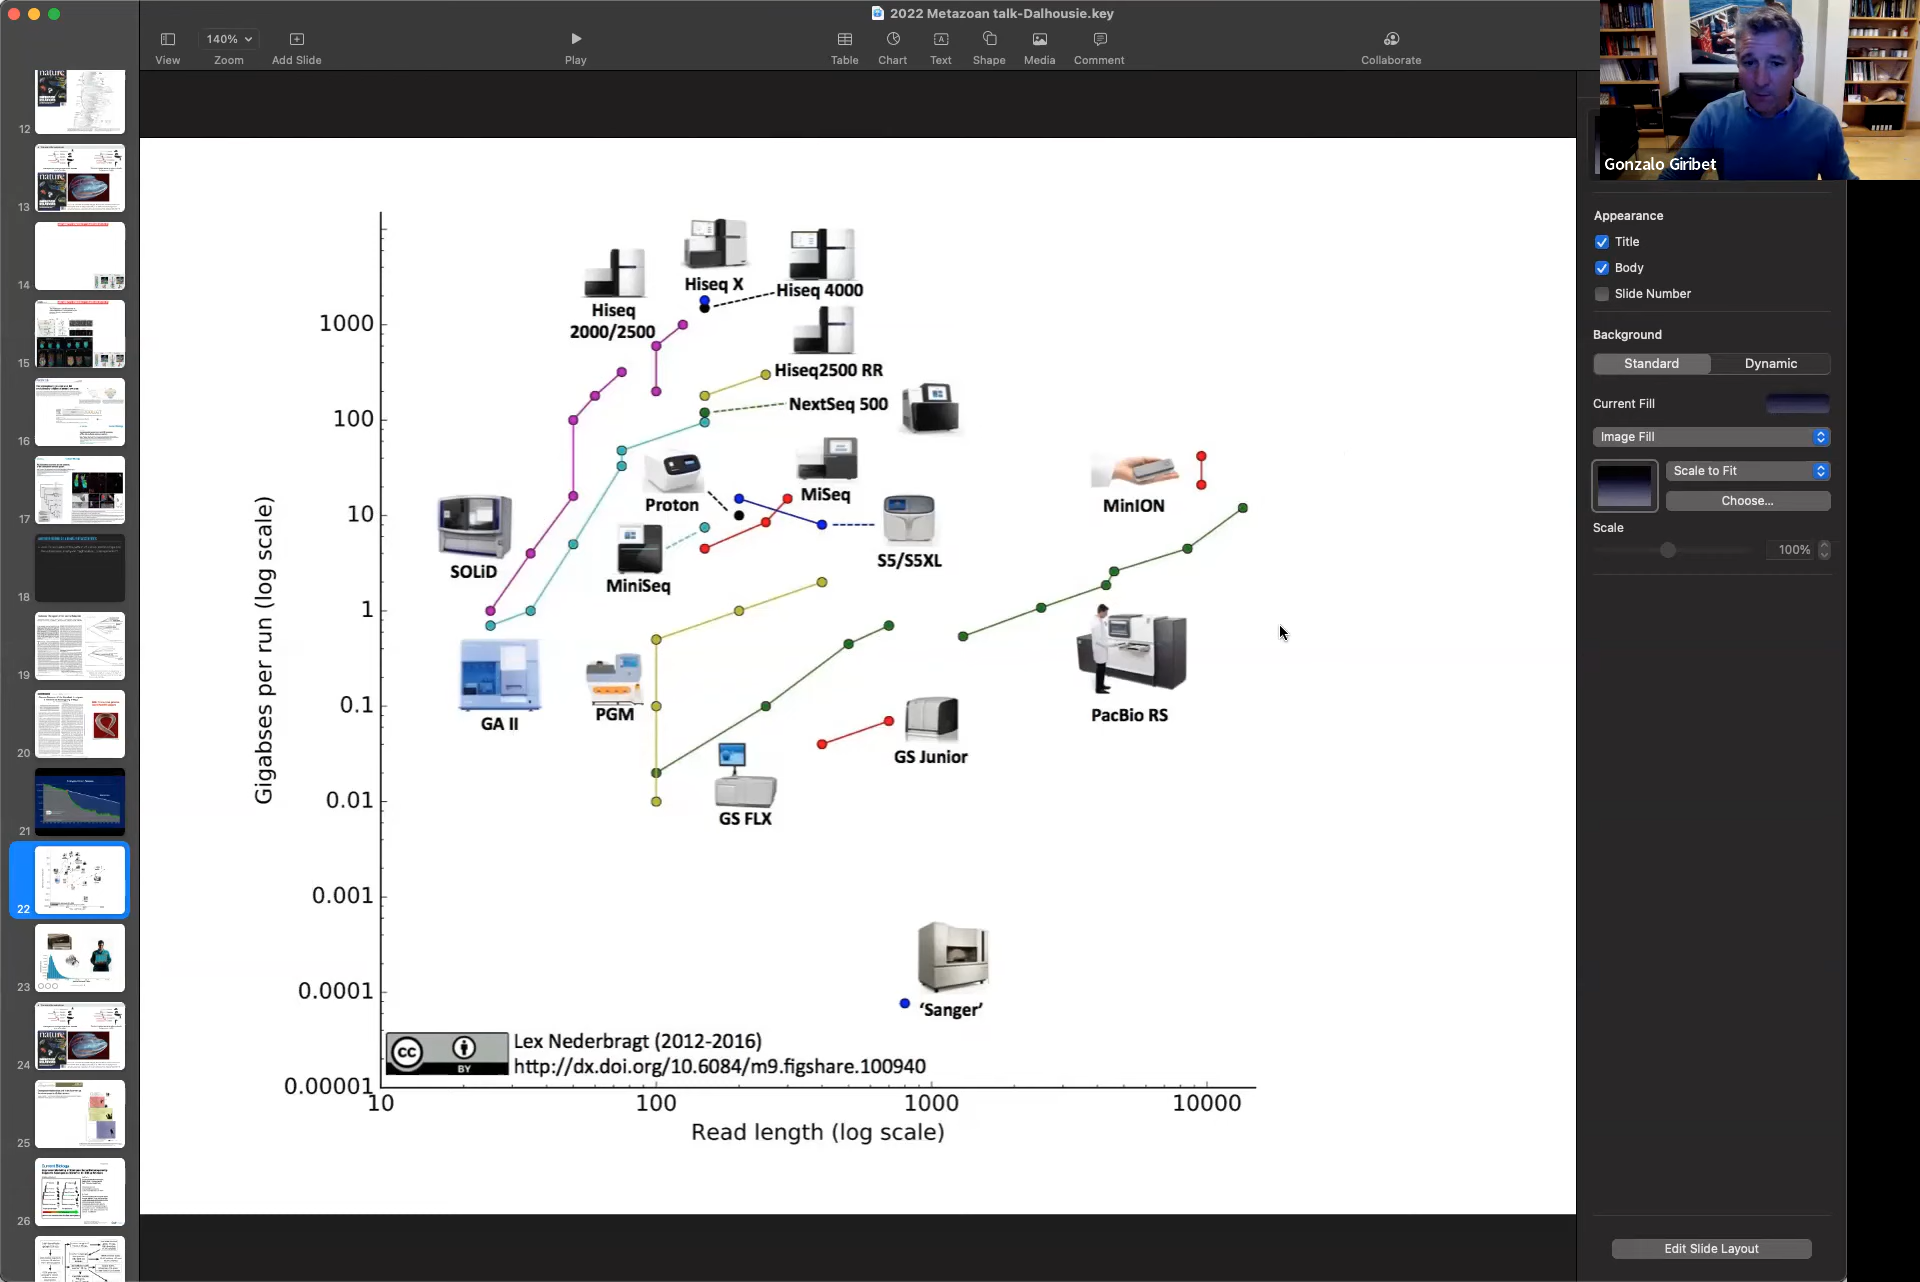 2022 Metazoan talk-Dalhousie.key
140%
View
Zoom
Add Slide
Play
Table
Chart
Text
Shape
Media
Comment
Collaborate
Gonzalo Giribet
12
13
14
15
16
17
18
19
20
21
22
23
24
25
26
nature
nature
nature
Hiseq X
Hiseq 4000
Hiseq
2000/2500
Hiseq2500 RR
NextSeq 500
MiSeq
Proton
SOLiD
MiniSeq
S5/S5XL
MinION
GA II
PGM
PacBio RS
GS Junior
GS FLX
'Sanger'
1000
100
10
1
0.1
0.01
0.001
0.0001
0.00001
Gigabses per run (log scale)
cc
BY
Lex Nederbragt (2012-2016)
http://dx.doi.org/10.6084/m9.figshare.100940
10
100
1000
10000
Read length (log scale)
Appearance
Title
Body
Slide Number
Background
Standard
Dynamic
Current Fill
Image Fill
Scale to Fit
Choose...
Scale
100%
Edit Slide Layout